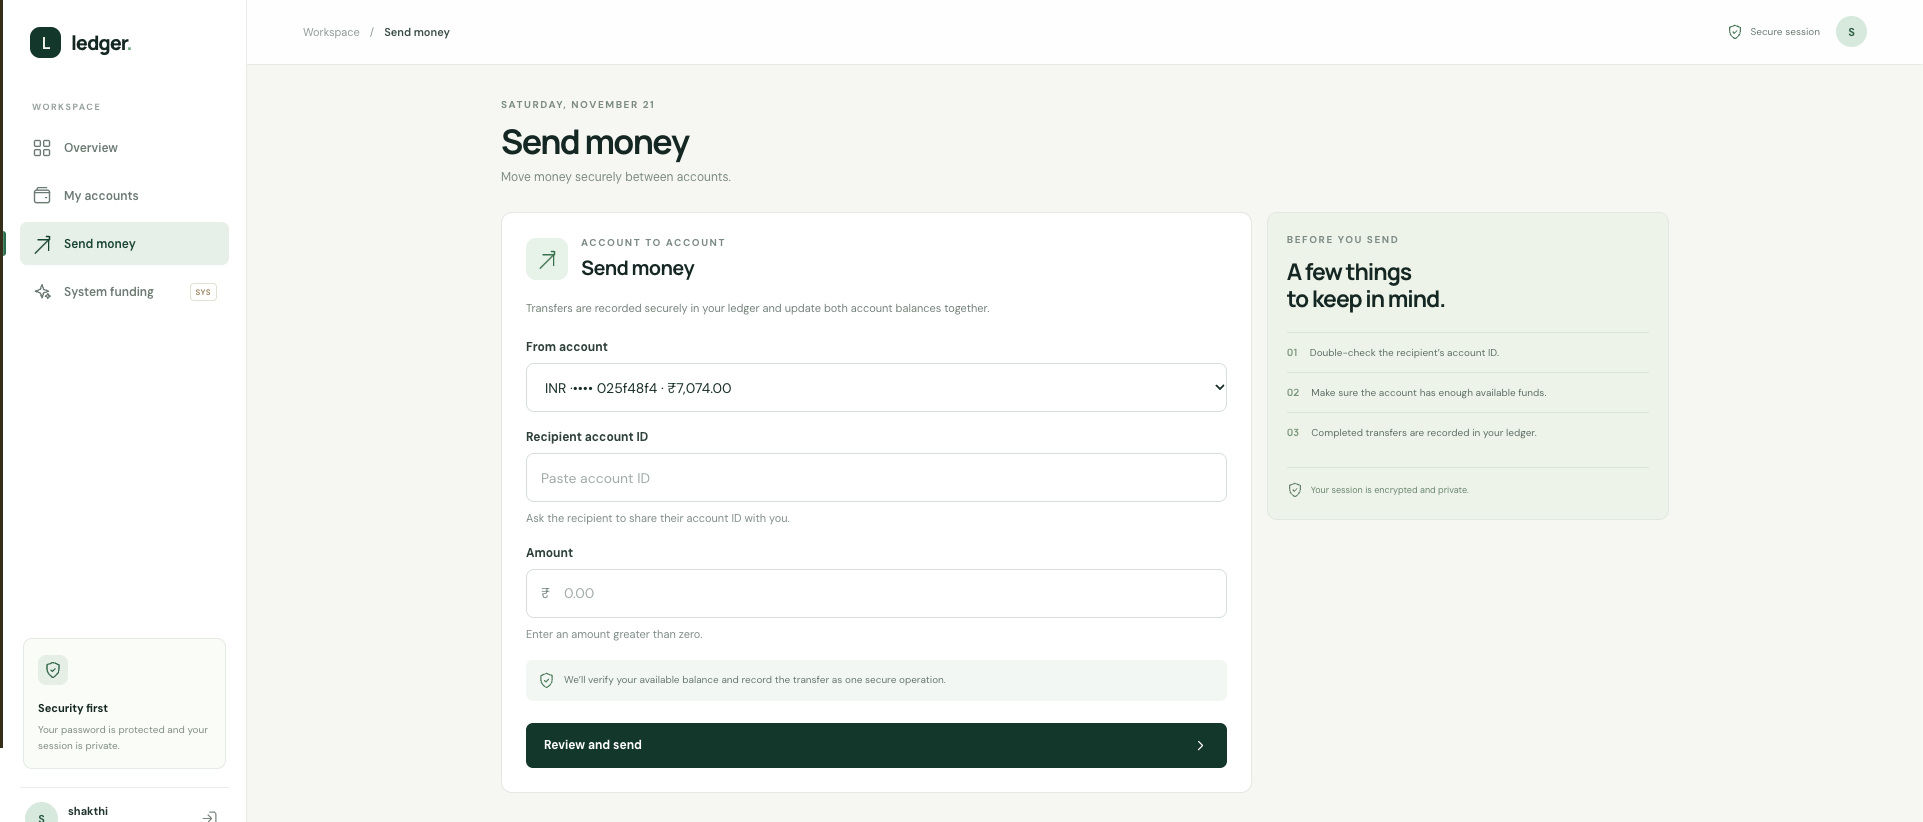 L ledger.
WORKSPACE
Overview
My accounts
Send money
System funding SYS
Security first
Your password is protected and your
session is private.
S shakthi
Workspace / Send money
Secure session S
SATURDAY, NOVEMBER 21
Send money
Move money securely between accounts.
ACCOUNT TO ACCOUNT
Send money
Transfers are recorded securely in your ledger and update both account balances together.
From account
INR ·•••• 025f48f4 · ₹7,074.00
Recipient account ID
Paste account ID
Ask the recipient to share their account ID with you.
Amount
₹ 0.00
Enter an amount greater than zero.
We'll verify your available balance and record the transfer as one secure operation.
Review and send
BEFORE YOU SEND
A few things
to keep in mind.
01 Double-check the recipient's account ID.
02 Make sure the account has enough available funds.
03 Completed transfers are recorded in your ledger.
Your session is encrypted and private.